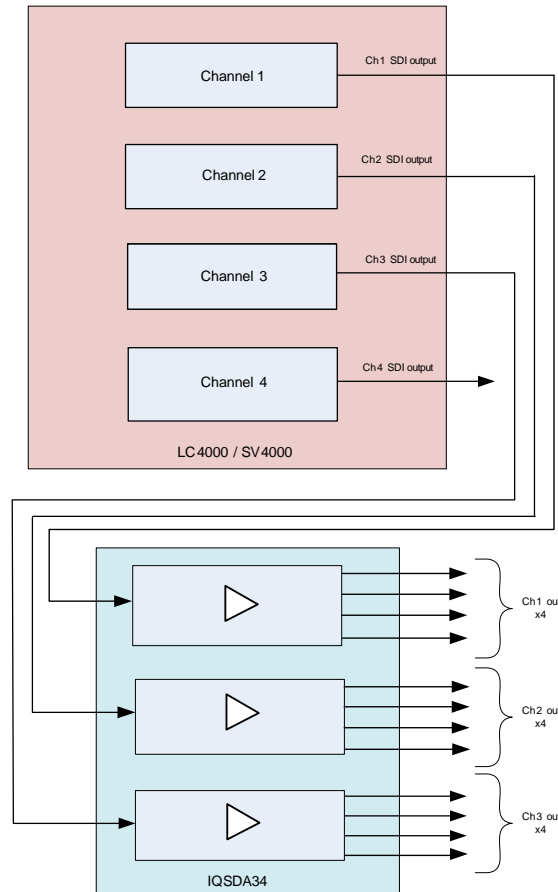 Channel 1
Ch1 SDI output
Channel 2
Ch2 SDI output
Channel 3
Ch3 SDI output
Channel 4
Ch4 SDI output
LC4000 / SV4000
Ch1 ou
x4
Ch2 ou
x4
Ch3 ou
x4
IQSDA34